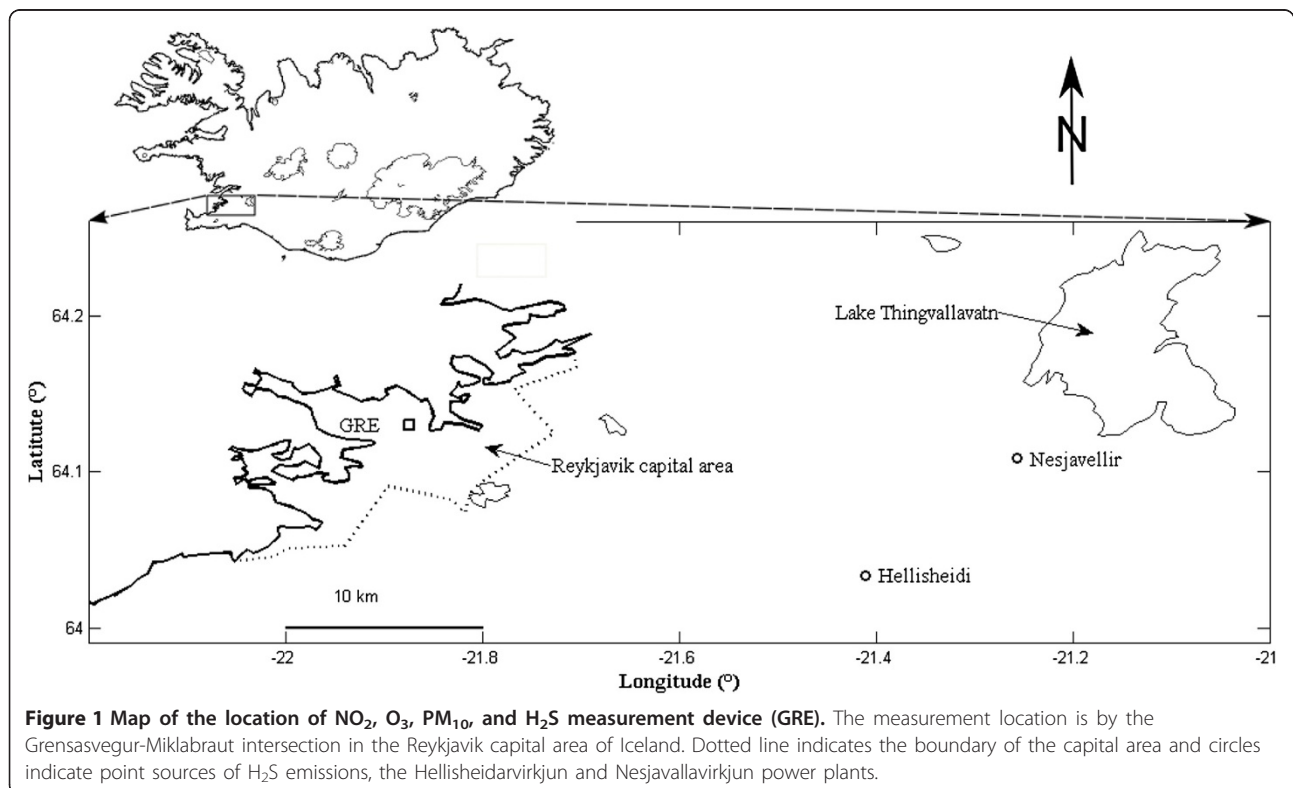 N
64.2
64.1
64
Latitute (º)
Lake Thingvallavatn
GRE
Reykjavik capital area
Nesjavellir
Hellisheidi
10 km
-22
-21.8
-21.6
-21.4
-21.2
-21
Longitude (º)
Figure 1 Map of the location of NO₂, O₃, PM₁₀, and H₂S measurement device (GRE). The measurement location is by the
Grensasvegur-Miklabraut intersection in the Reykjavik capital area of Iceland. Dotted line indicates the boundary of the capital area and circles
indicate point sources of H₂S emissions, the Hellisheidarvirkjun and Nesjavallavirkjun power plants.